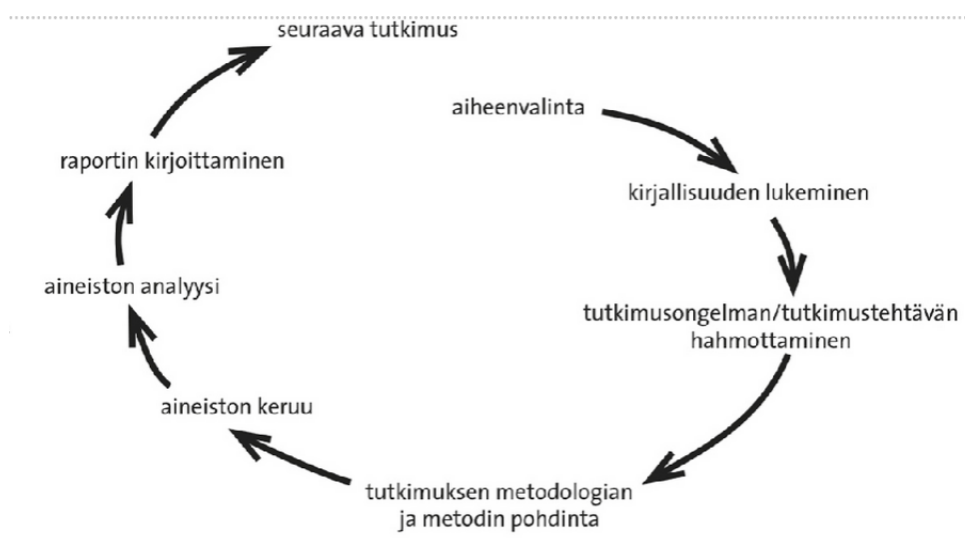 seuraava tutkimus
aiheenvalinta
kirjallisuuden lukeminen
tutkimusongelman/tutkimustehtävän
hahmottaminen
tutkimuksen metodologian
ja metodin pohdinta
aineiston keruu
aineiston analyysi
raportin kirjoittaminen